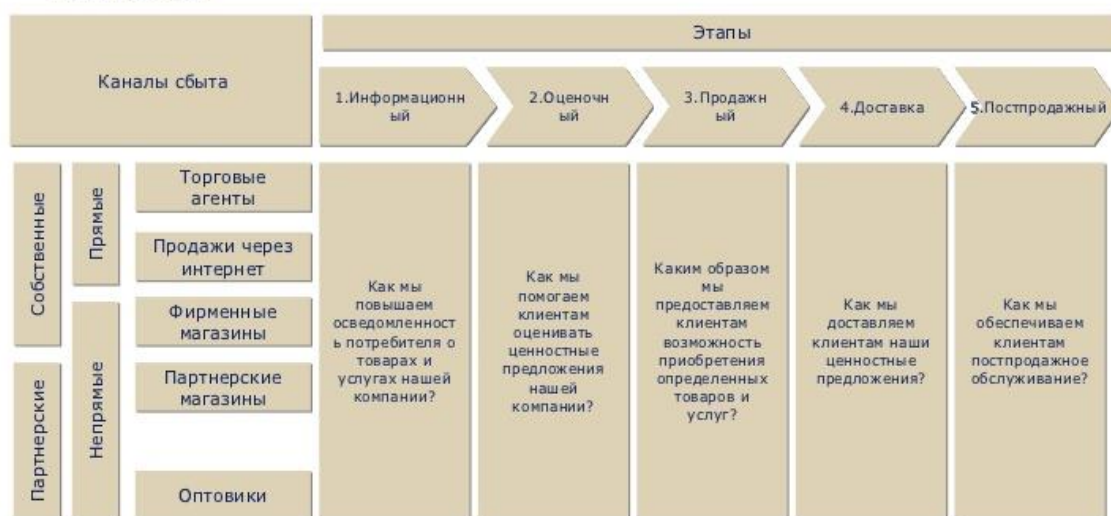 Каналы сбыта
Этапы
1.Информационн
ый
2.Оценочн
ый
3.Продажн
ый
4.Доставка
5.Постпродажный
Собственные
Партнерские
Прямые
Непрямые
Торговые
агенты
Продажи через
интернет
Фирменные
магазины
Партнерские
магазины
Оптовики
Как мы
повышаем
осведомленност
ь потребителя о
товарах и
услугах нашей
компании?
Как мы
помогаем
клиентам
оценивать
ценностные
предложения
нашей
компании?
Каким образом
мы
предоставляем
клиентам
возможность
приобретения
определенных
товаров и
услуг?
Как мы
доставляем
клиентам наши
ценностные
предложения?
Как мы
обеспечиваем
клиентам
постпродажное
обслуживание?